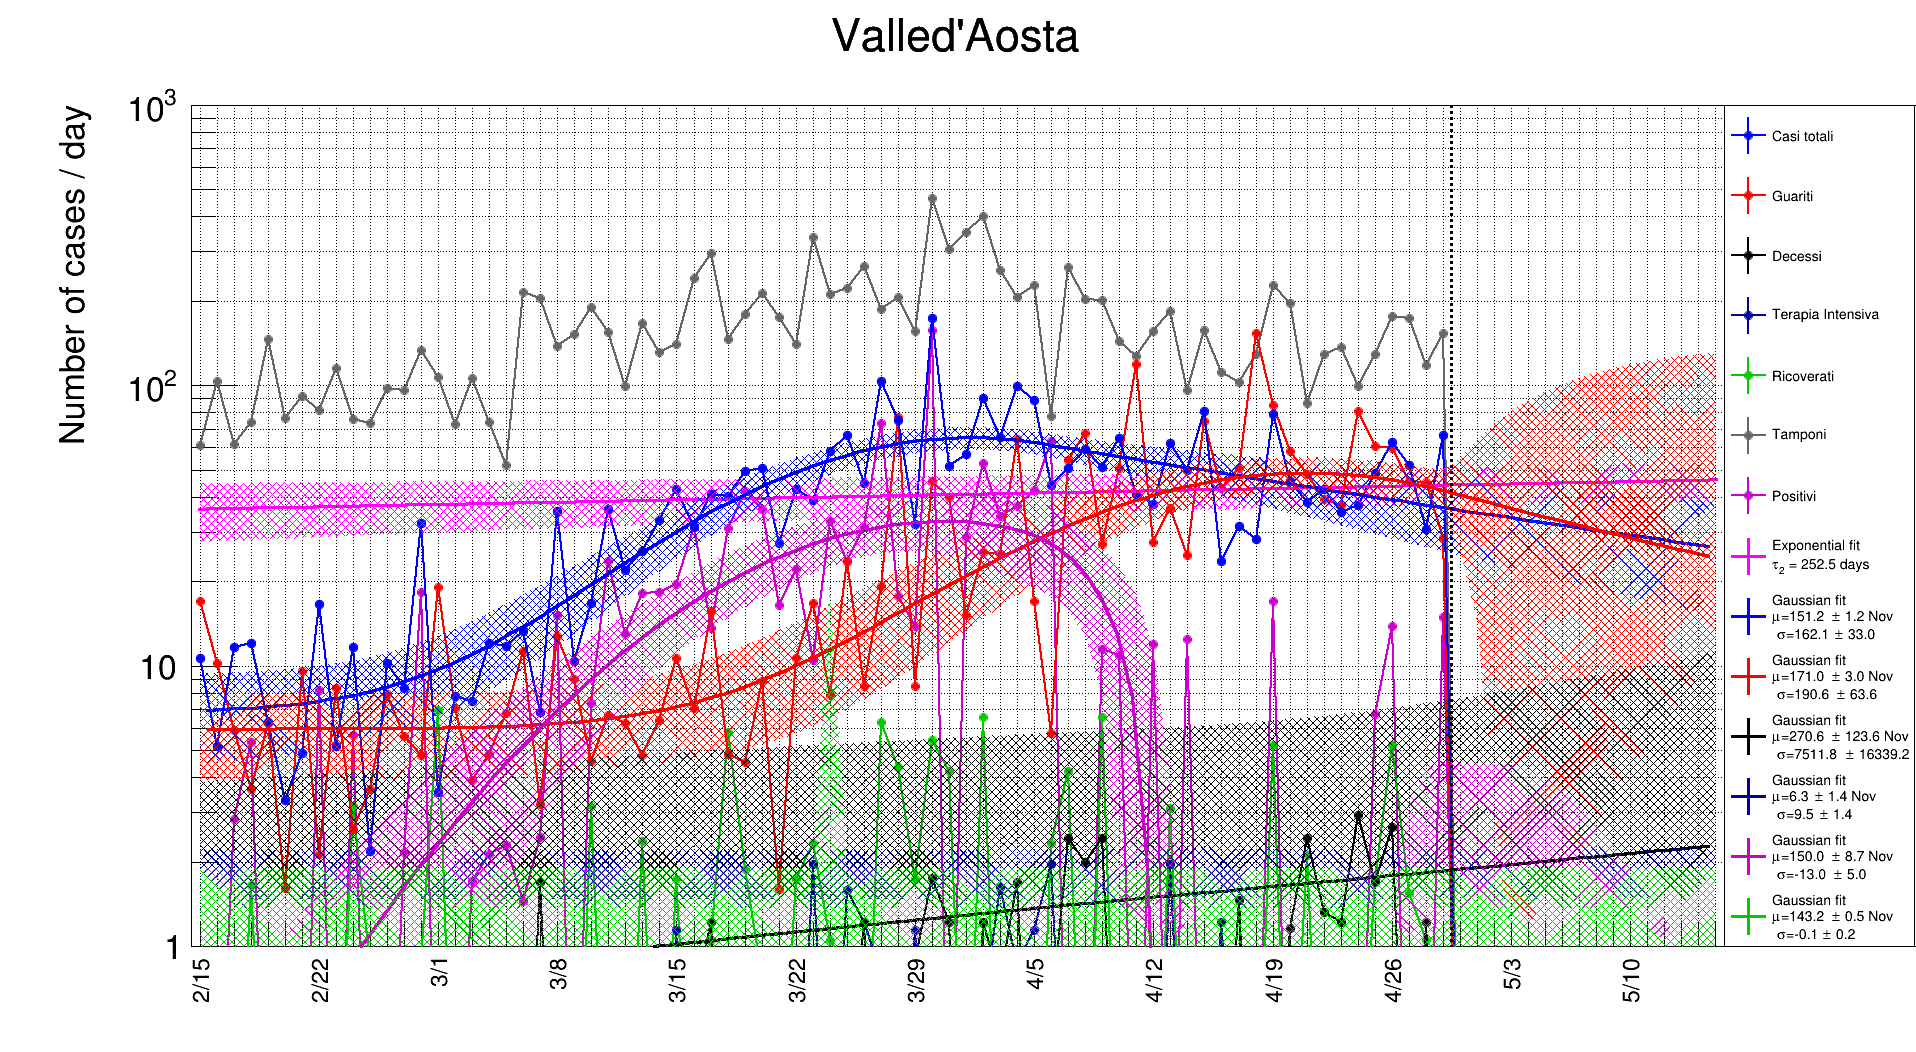 Valled'Aosta
Number of cases / day
10³
10²
10
1
2/15
2/22
3/1
3/8
3/15
3/22
3/29
4/5
4/12
4/19
4/26
5/3
5/10
Casi totali
Guariti
Decessi
Terapia Intensiva
Ricoverati
Tamponi
Positivi
Exponential fit
τ₂ = 252.5 days
Gaussian fit
μ=151.2 ± 1.2 Nov
σ=162.1 ± 33.0
Gaussian fit
μ=171.0 ± 3.0 Nov
σ=190.6 ± 63.6
Gaussian fit
μ=270.6 ± 123.6 Nov
σ=7511.8 ± 16339.2
Gaussian fit
μ=6.3 ± 1.4 Nov
σ=9.5 ± 1.4
Gaussian fit
μ=150.0 ± 8.7 Nov
σ=-13.0 ± 5.0
Gaussian fit
μ=143.2 ± 0.5 Nov
σ=-0.1 ± 0.2